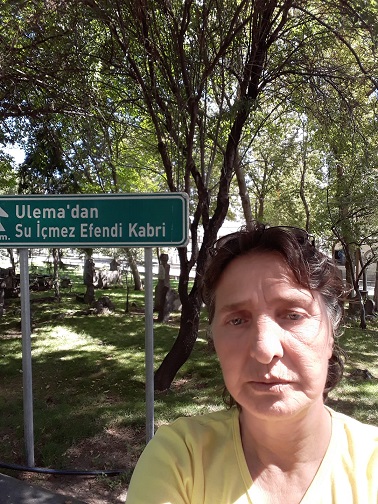 Ulema'dan
Su İçmez Efendi Kabri
m.